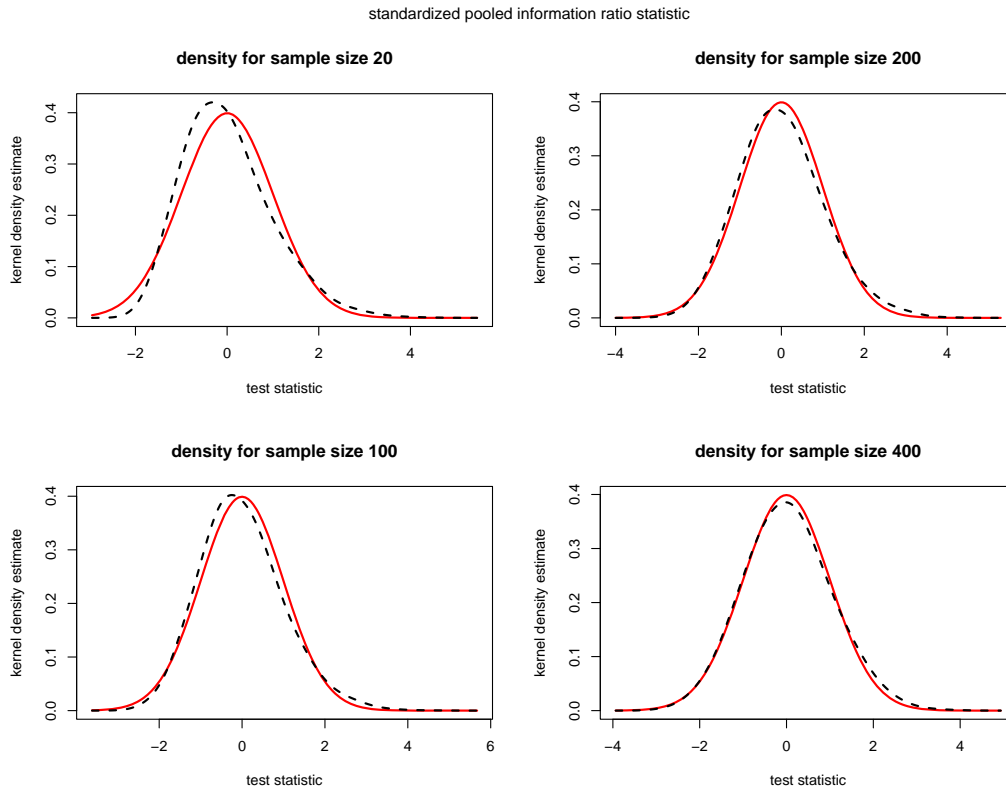 standardized pooled information ratio statistic
density for sample size 20
kernel density estimate
0.0 0.1 0.2 0.3 0.4
−2 0 2 4
test statistic
density for sample size 200
kernel density estimate
0.0 0.1 0.2 0.3 0.4
−4 −2 0 2 4
test statistic
density for sample size 100
kernel density estimate
0.0 0.1 0.2 0.3 0.4
−2 0 2 4 6
test statistic
density for sample size 400
kernel density estimate
0.0 0.1 0.2 0.3 0.4
−4 −2 0 2 4
test statistic